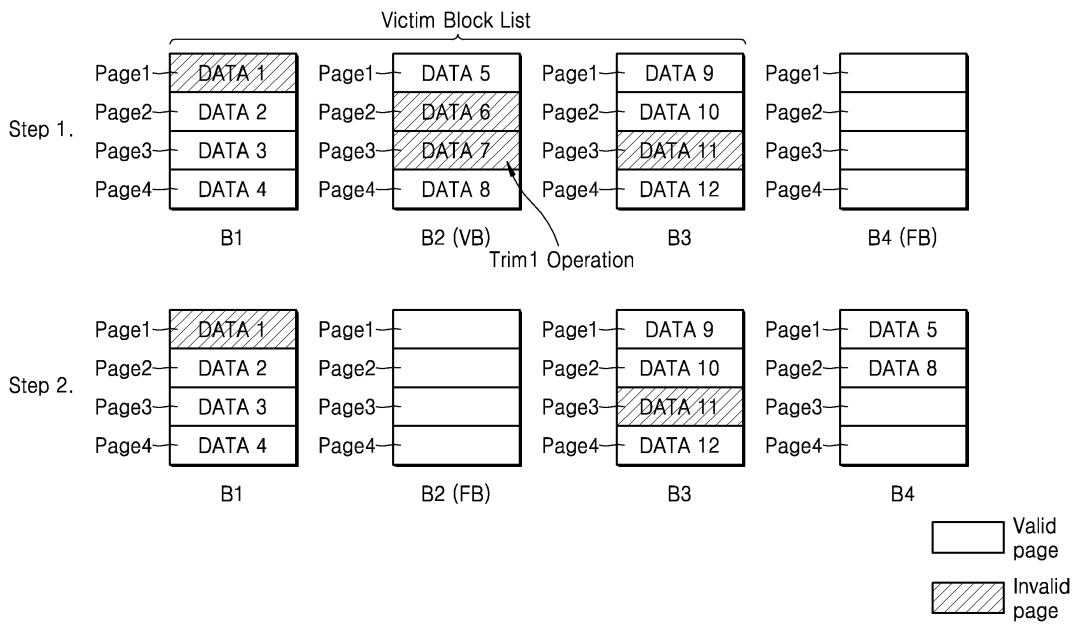 Victim Block List
Step 1.
Page1 DATA 1 Page1 DATA 5 Page1 DATA 9 Page1
Page2 DATA 2 Page2 DATA 6 Page2 DATA 10 Page2
Page3 DATA 3 Page3 DATA 7 Page3 DATA 11 Page3
Page4 DATA 4 Page4 DATA 8 Page4 DATA 12 Page4
B1 B2 (VB) B3 B4 (FB)
Trim1 Operation
Step 2.
Page1 DATA 1 Page1 Page1 DATA 9 Page1 DATA 5
Page2 DATA 2 Page2 Page2 DATA 10 Page2 DATA 8
Page3 DATA 3 Page3 Page3 DATA 11 Page3
Page4 DATA 4 Page4 Page4 DATA 12 Page4
B1 B2 (FB) B3 B4
Valid
page
Invalid
page